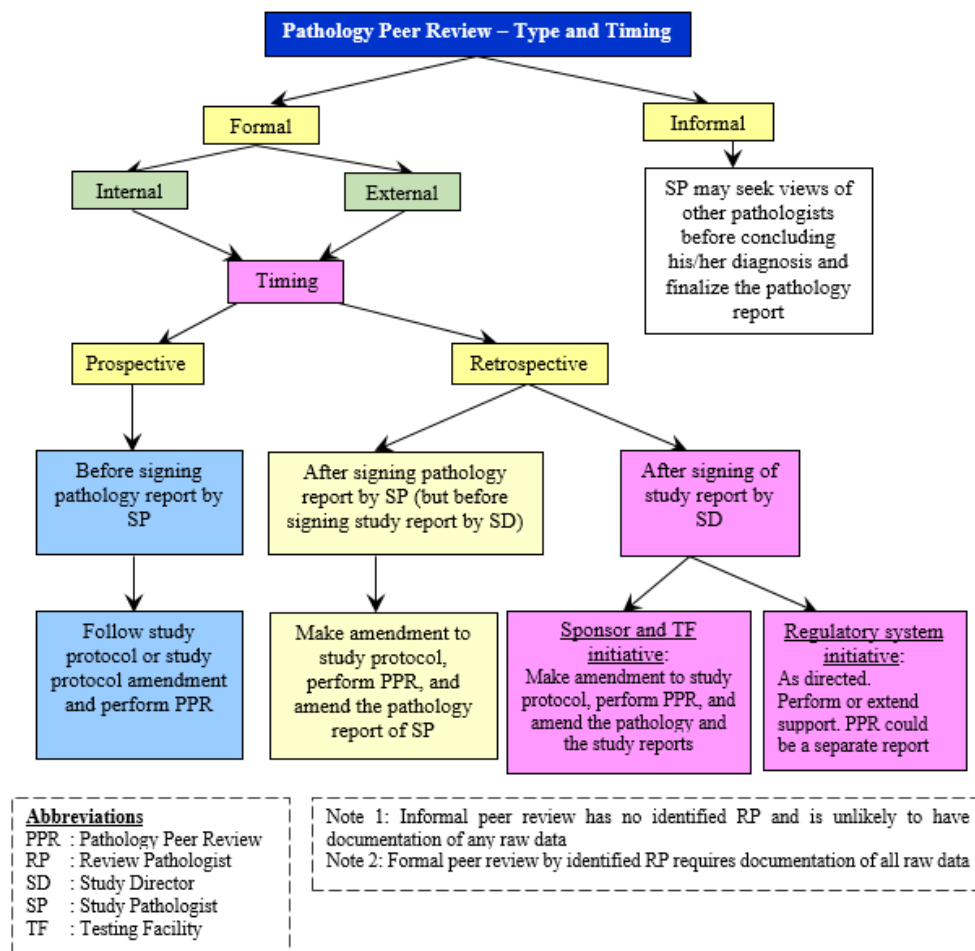 Pathology Peer Review – Type and Timing
Formal
Informal
Internal
External
SP may seek views of
other pathologists
before concluding
his/her diagnosis and
finalize the pathology
report
Timing
Prospective
Retrospective
Before signing
pathology report by
SP
After signing pathology
report by SP (but before
signing study report by SD)
After signing of
study report by
SD
Follow study
protocol or study
protocol amendment
and perform PPR
Make amendment to
study protocol,
perform PPR, and
amend the pathology
report of SP
Sponsor and TF
initiative:
Make amendment to study
protocol, perform PPR, and
amend the pathology and
the study reports
Regulatory system
initiative:
As directed.
Perform or extend
support. PPR could
be a separate report
Abbreviations
PPR : Pathology Peer Review
RP : Review Pathologist
SD : Study Director
SP : Study Pathologist
TF : Testing Facility
Note 1: Informal peer review has no identified RP and is unlikely to have
documentation of any raw data
Note 2: Formal peer review by identified RP requires documentation of all raw data